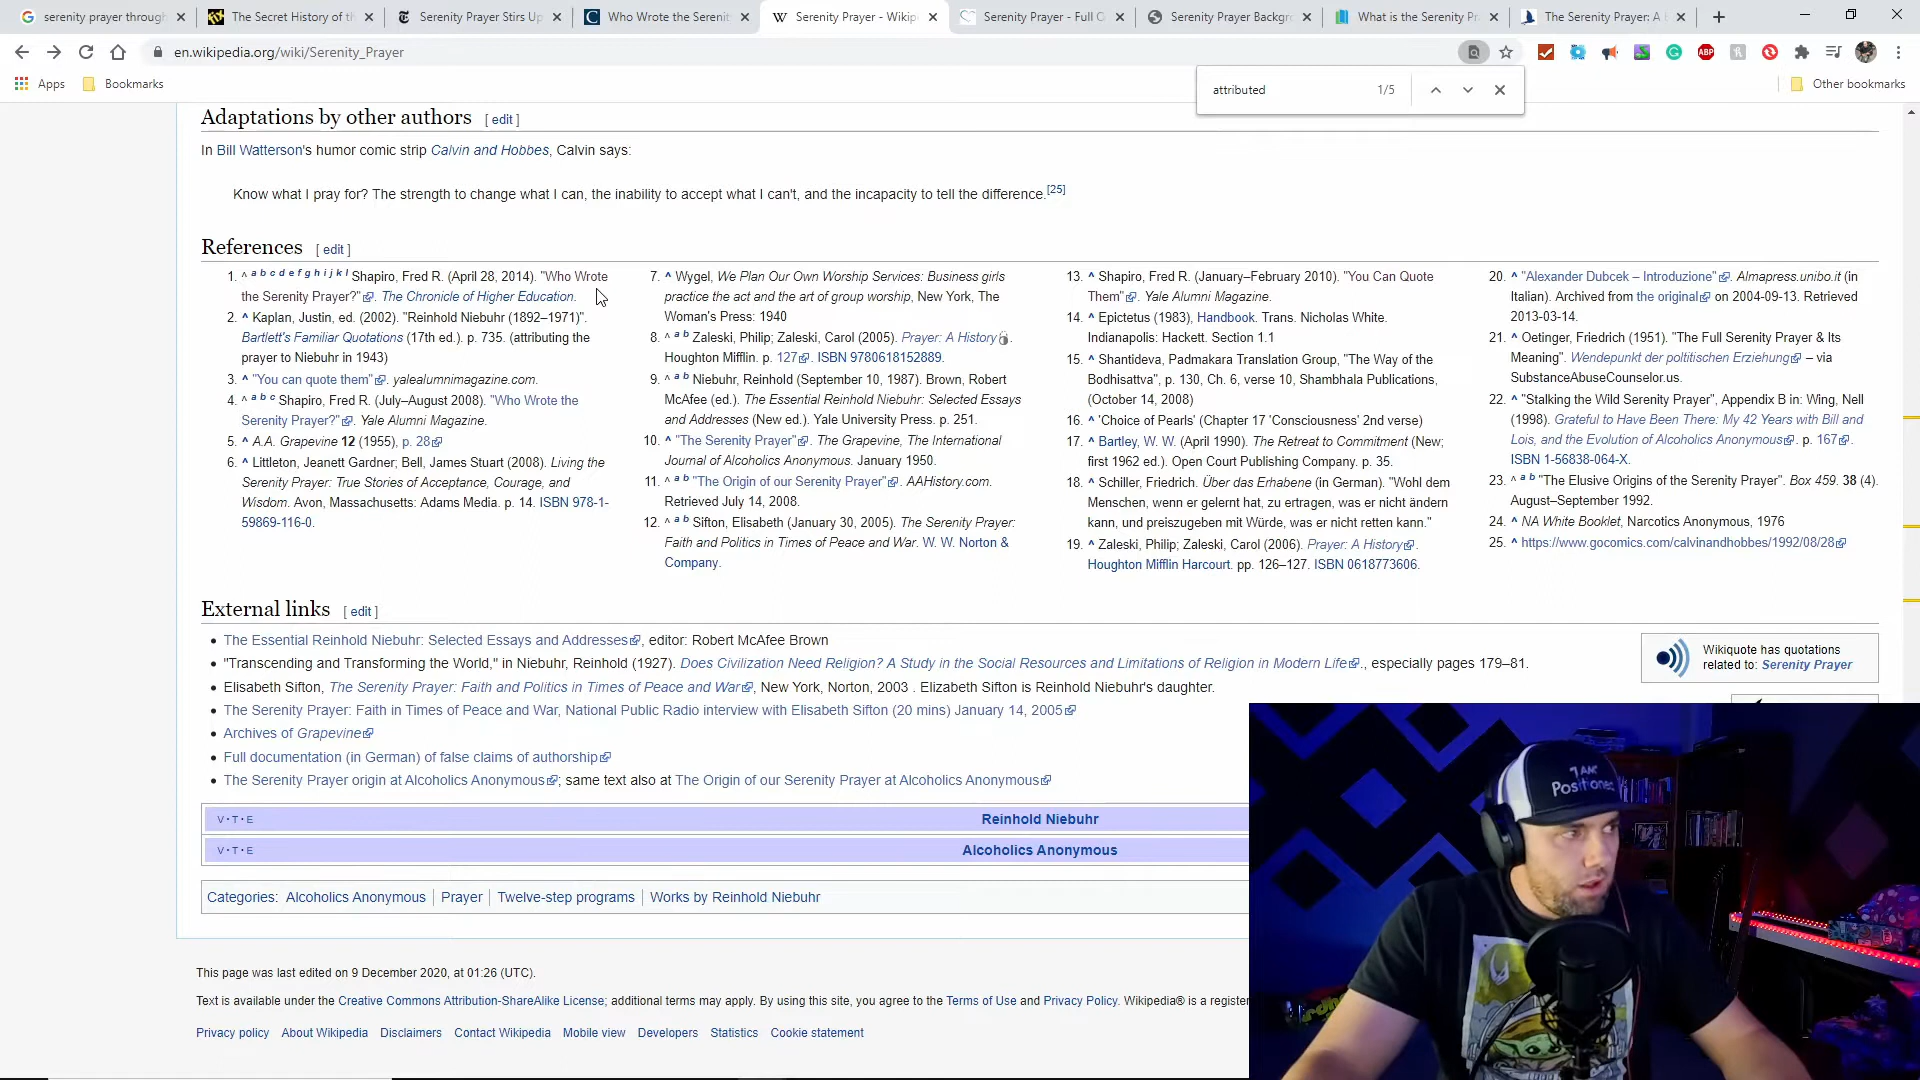 serenity prayer through
The Secret History of th
Serenity Prayer Stirs Up
Who Wrote the Serenit
Serenity Prayer - Wikip
Serenity Prayer - Full
Serenity Prayer Backgr
What is the Serenity Pr
The Serenity Prayer: A
en.wikipedia.org/wiki/Serenity_Prayer
ABP
Apps
Bookmarks
Other bookmarks
attributed
1/5
Adaptations by other authors [ edit ]
In Bill Watterson's humor comic strip Calvin and Hobbes, Calvin says:
Know what I pray for? The strength to change what I can, the inability to accept what I can't, and the incapacity to tell the difference.[25]
References [ edit ]
1. ^ a b c d e f g h i j k l Shapiro, Fred R. (April 28, 2014). "Who Wrote
the Serenity Prayer?". The Chronicle of Higher Education.
2. ^ Kaplan, Justin, ed. (2002). "Reinhold Niebuhr (1892–1971)".
Bartlett's Familiar Quotations (17th ed.). p. 735. (attributing the
prayer to Niebuhr in 1943)
3. ^ "You can quote them". yalealumnimagazine.com.
4. ^ a b c Shapiro, Fred R. (July–August 2008). "Who Wrote the
Serenity Prayer?". Yale Alumni Magazine.
5. ^ A.A. Grapevine 12 (1955), p. 28
6. ^ Littleton, Jeanett Gardner; Bell, James Stuart (2008). Living the
Serenity Prayer: True Stories of Acceptance, Courage, and
Wisdom. Avon, Massachusetts: Adams Media. p. 14. ISBN 978-1-
59869-116-0.
7. ^ Wygel, We Plan Our Own Worship Services: Business girls
practice the act and the art of group worship, New York, The
Woman's Press: 1940
8. ^ a b Zaleski, Philip; Zaleski, Carol (2005). Prayer: A History.
Houghton Mifflin. p. 127. ISBN 9780618152889.
9. ^ a b Niebuhr, Reinhold (September 10, 1987). Brown, Robert
McAfee (ed.). The Essential Reinhold Niebuhr: Selected Essays
and Addresses (New ed.). Yale University Press. p. 251.
10. ^ "The Serenity Prayer". The Grapevine, The International
Journal of Alcoholics Anonymous. January 1950.
11. ^ a b "The Origin of our Serenity Prayer". AAHistory.com.
Retrieved July 14, 2008.
12. ^ a b Sifton, Elisabeth (January 30, 2005). The Serenity Prayer:
Faith and Politics in Times of Peace and War. W. W. Norton &
Company.
13. ^ Shapiro, Fred R. (January–February 2010). "You Can Quote
Them". Yale Alumni Magazine.
14. ^ Epictetus (1983), Handbook. Trans. Nicholas White.
Indianapolis: Hackett. Section 1.1
15. ^ Shantideva, Padmakara Translation Group, "The Way of the
Bodhisattva", p. 130, Ch. 6, verse 10, Shambhala Publications,
(October 14, 2008)
16. ^ 'Choice of Pearls' (Chapter 17 'Consciousness' 2nd verse)
17. ^ Bartley, W. W. (April 1990). The Retreat to Commitment (New;
first 1962 ed.). Open Court Publishing Company. p. 35.
18. ^ Schiller, Friedrich. Über das Erhabene (in German). "Wohl dem
Menschen, wenn er gelernt hat, zu ertragen, was er nicht ändern
kann, und preiszugeben mit Würde, was er nicht retten kann."
19. ^ Zaleski, Philip; Zaleski, Carol (2006). Prayer: A History.
Houghton Mifflin Harcourt. pp. 126–127. ISBN 0618773606.
20. ^ "Alexander Dubcek – Introduzione". Almapress.unibo.it (in
Italian). Archived from the original on 2004-09-13. Retrieved
2013-03-14.
21. ^ Oetinger, Friedrich (1951). "The Full Serenity Prayer & Its
Meaning". Wendepunkt der poltitischen Erziehung – via
SubstanceAbuseCounselor.us.
22. ^ "Stalking the Wild Serenity Prayer", Appendix B in: Wing, Nell
(1998). Grateful to Have Been There: My 42 Years with Bill and
Lois, and the Evolution of Alcoholics Anonymous. p. 167.
ISBN 1-56838-064-X.
23. ^ a b "The Elusive Origins of the Serenity Prayer". Box 459. 38 (4).
August–September 1992.
24. ^ NA White Booklet, Narcotics Anonymous, 1976
25. ^ https://www.gocomics.com/calvinandhobbes/1992/08/28
External links [ edit ]
• The Essential Reinhold Niebuhr: Selected Essays and Addresses, editor: Robert McAfee Brown
• "Transcending and Transforming the World," in Niebuhr, Reinhold (1927). Does Civilization Need Religion? A Study in the Social Resources and Limitations of Religion in Modern Life., especially pages 179–81.
• Elisabeth Sifton, The Serenity Prayer: Faith and Politics in Times of Peace and War, New York, Norton, 2003 . Elizabeth Sifton is Reinhold Niebuhr's daughter.
• The Serenity Prayer: Faith in Times of Peace and War, National Public Radio interview with Elisabeth Sifton (20 mins) January 14, 2005
• Archives of Grapevine
• Full documentation (in German) of false claims of authorship
• The Serenity Prayer origin at Alcoholics Anonymous; same text also at The Origin of our Serenity Prayer at Alcoholics Anonymous
Wikiquote has quotations
related to: Serenity Prayer
V·T·E
Reinhold Niebuhr
V·T·E
Alcoholics Anonymous
Categories: Alcoholics Anonymous | Prayer | Twelve-step programs | Works by Reinhold Niebuhr
I AM
Positioned
This page was last edited on 9 December 2020, at 01:26 (UTC).
Text is available under the Creative Commons Attribution-ShareAlike License; additional terms may apply. By using this site, you agree to the Terms of Use and Privacy Policy. Wikipedia® is a register
Privacy policy About Wikipedia Disclaimers Contact Wikipedia Mobile view Developers Statistics Cookie statement